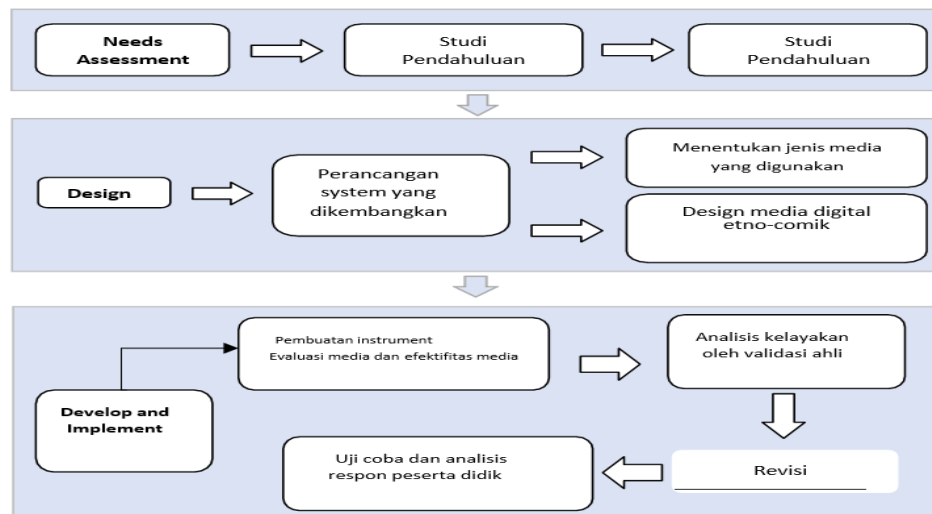 Needs
Assessment
Studi
Pendahuluan
Studi
Pendahuluan
Design
Perancangan
system yang
dikembangkan
Menentukan jenis media
yang digunakan
Design media digital
etno-comik
Pembuatan instrument
Evaluasi media dan efektifitas media
Analisis kelayakan
oleh validasi ahli
Develop and
Implement
Uji coba dan analisis
respon peserta didik
Revisi